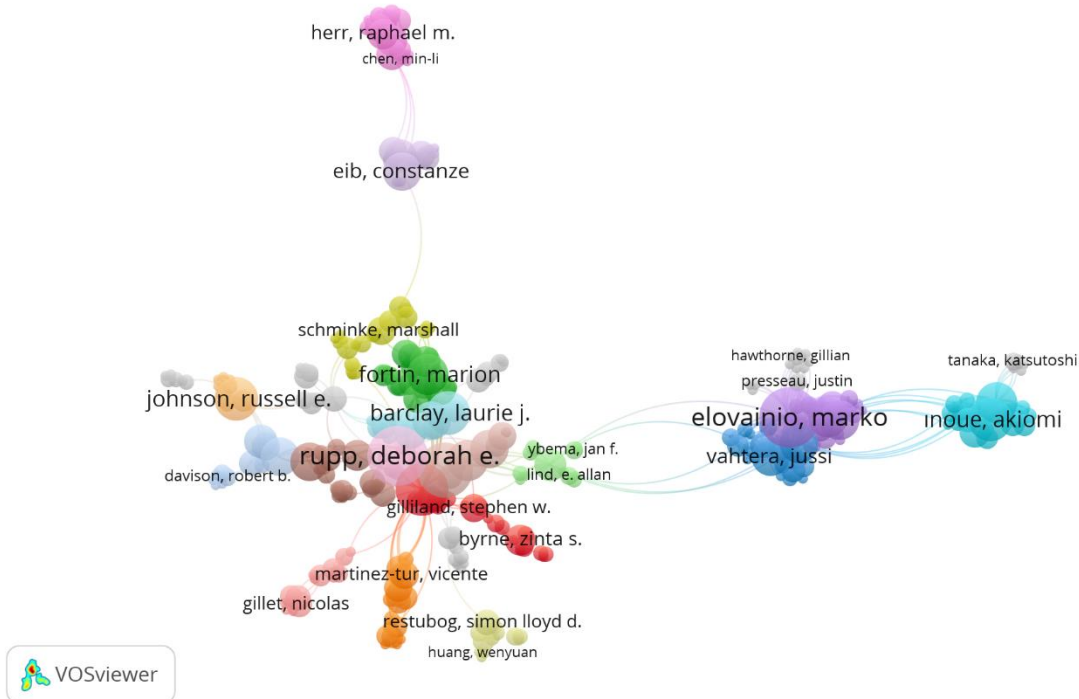 herr, raphael m.
chen, min-li
eib, constanze
schminke, marshall
hawthorne, gillian
tanaka, katsutoshi
fortin, marion
presseau, justin
johnson, russell e.
barclay, laurie j.
elovainio, marko
inoue, akiomi
ybema, jan f.
rupp, deborah e.
vahtera, jussi
davison, robert b.
lind, e. allan
gilliland, stephen w.
byrne, zinta s.
martinez-tur, vicente
gillet, nicolas
restubog, simon lloyd d.
huang, wenyuan
VOSviewer